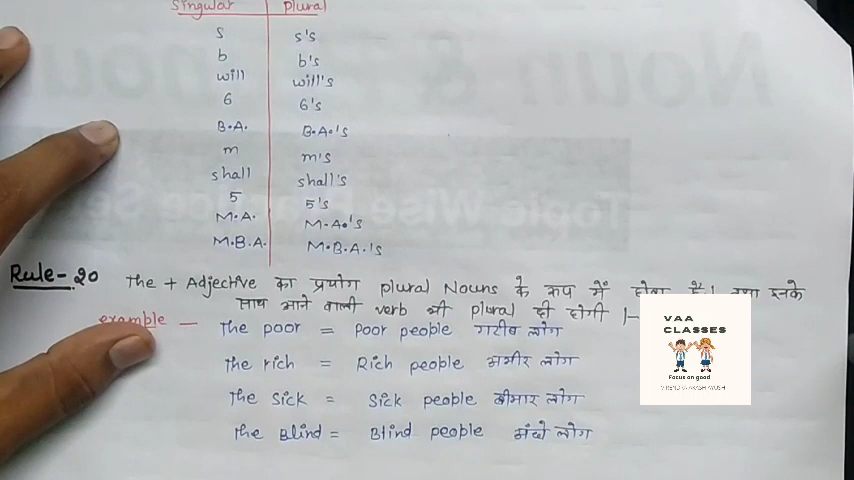 Singular plural
s s's
b b's
will will's
6 6's
B.A. B.A.'s
m m's
shall shall's
5 5's
M.A. M.A.'s
M.B.A. M.B.A.'s
Rule-20 The + Adjective का प्रयोग plural Nouns के रूप में होता है। तथा इनके
साथ आने वाली verb भी plural ही होगी।-
example - The poor = Poor people गरीब लोग
The rich = Rich people अमीर लोग
The Sick = Sick people बीमार लोग
The Blind = Blind people अंधे लोग
VAA
CLASSES
Focus on good